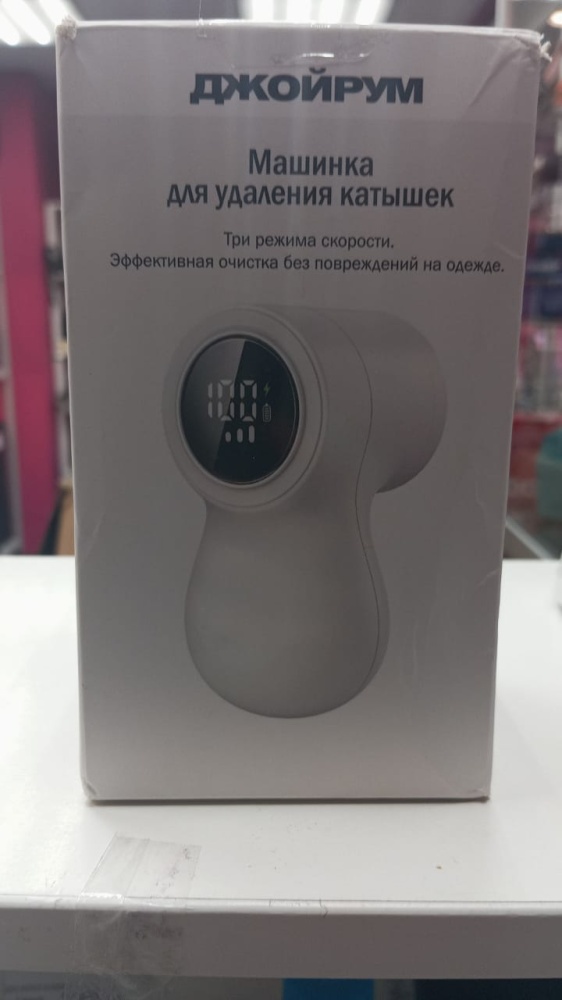 ДЖОЙРУМ
Машинка
для удаления катышек
Три режима скорости.
Эффективная очистка без повреждений на одежде.
100